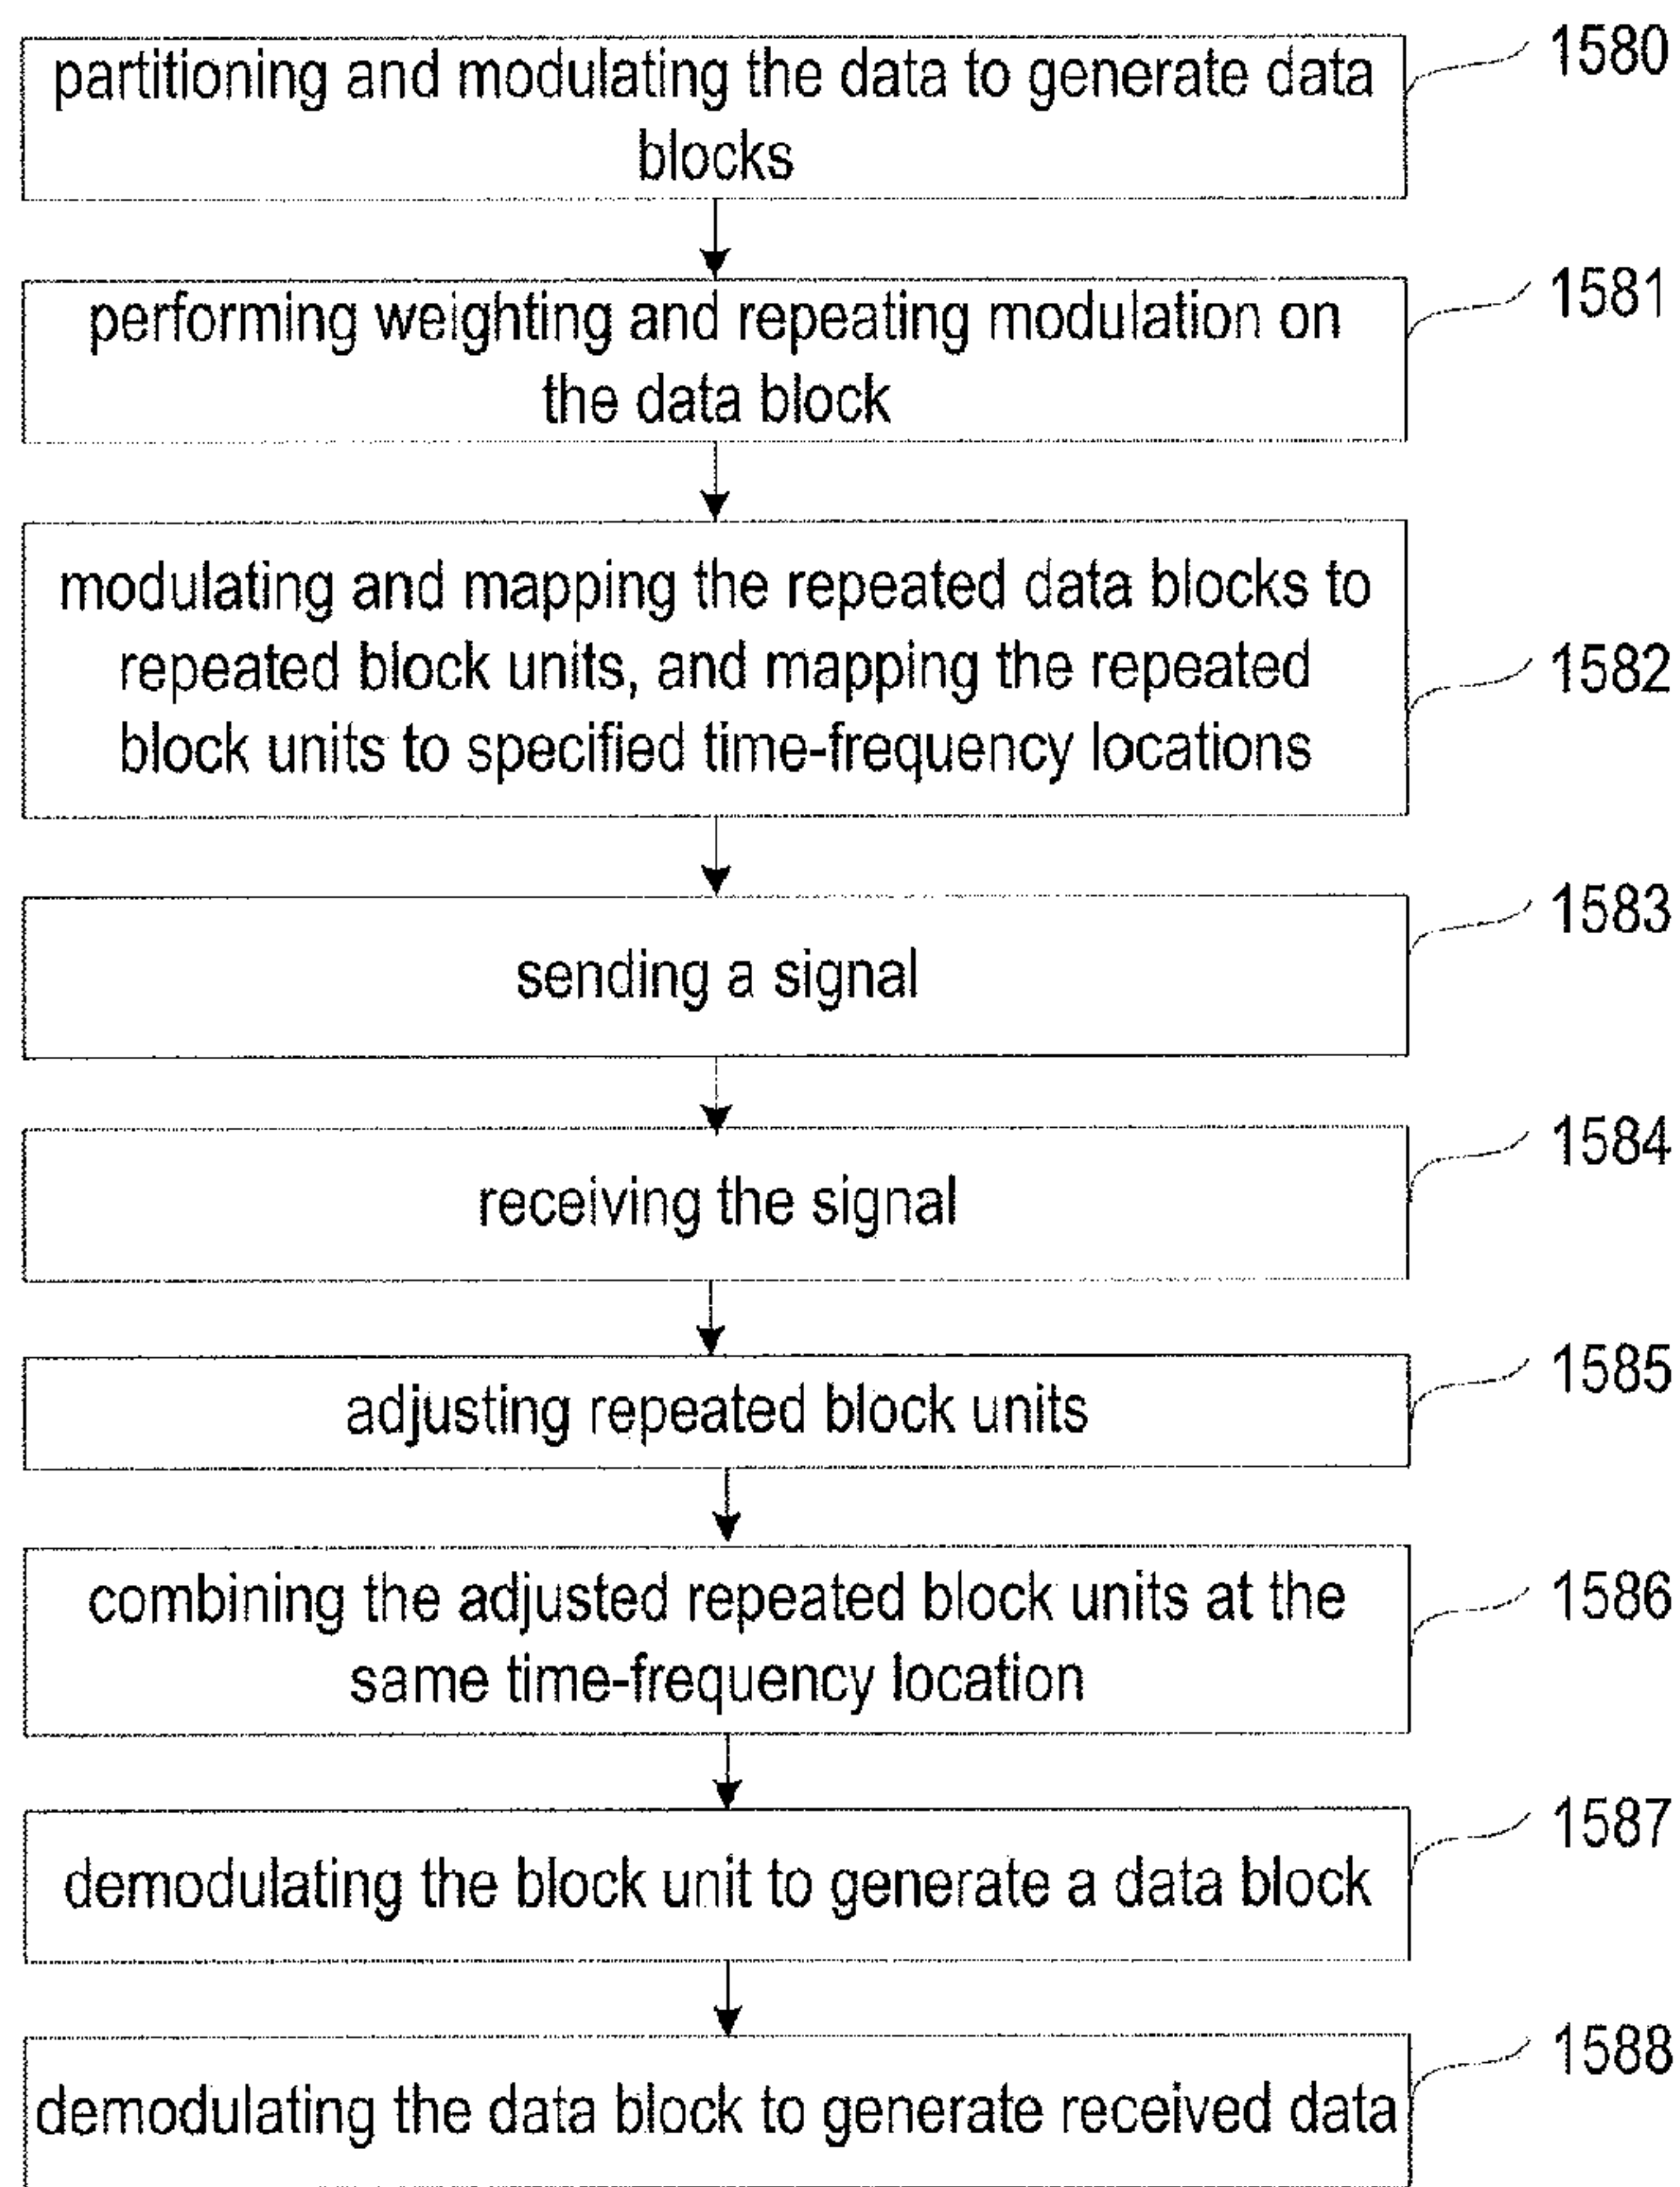 partitioning and modulating the data to generate data
blocks
1580
performing weighting and repeating modulation on
the data block
1581
modulating and mapping the repeated data blocks to
repeated block units, and mapping the repeated
block units to specified time-frequency locations
1582
sending a signal
1583
receiving the signal
1584
adjusting repeated block units
1585
combining the adjusted repeated block units at the
same time-frequency location
1586
demodulating the block unit to generate a data block
1587
demodulating the data block to generate received data
1588